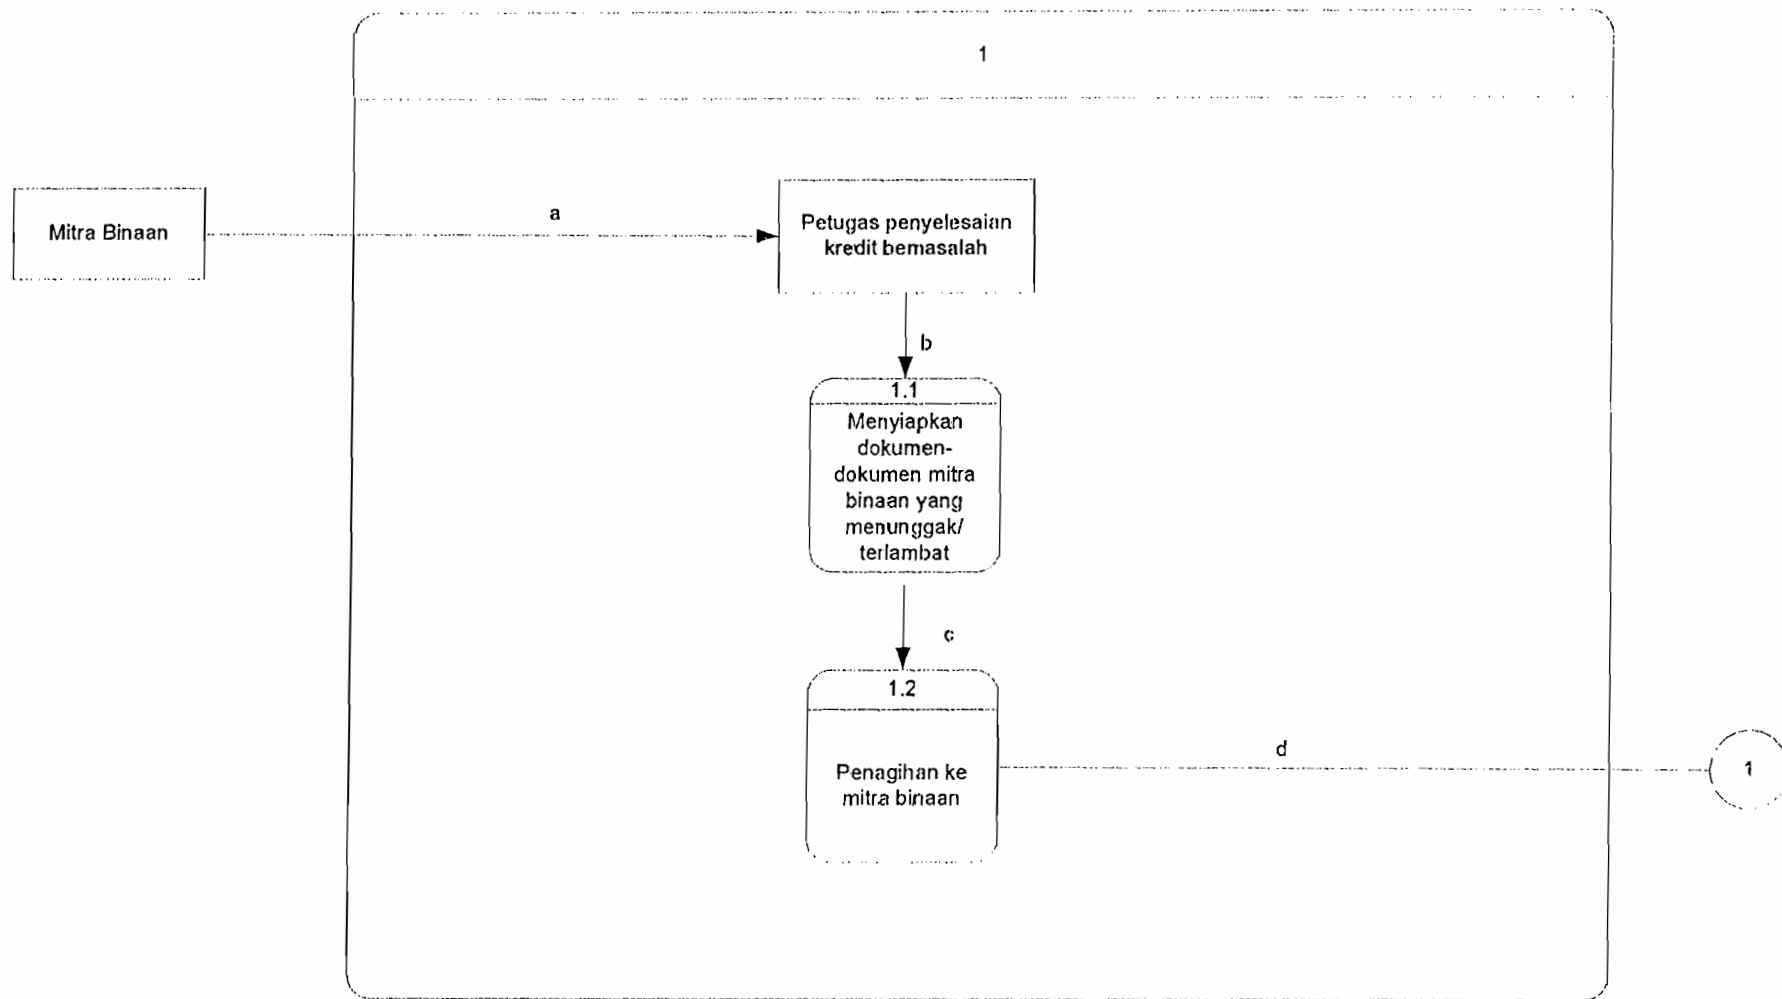 1
Mitra Binaan
a
Petugas penyelesaian
kredit bemasalah
b
1.1
Menyiapkan
dokumen-
dokumen mitra
binaan yang
menunggak/
terlambat
c
1.2
Penagihan ke
mitra binaan
d
1